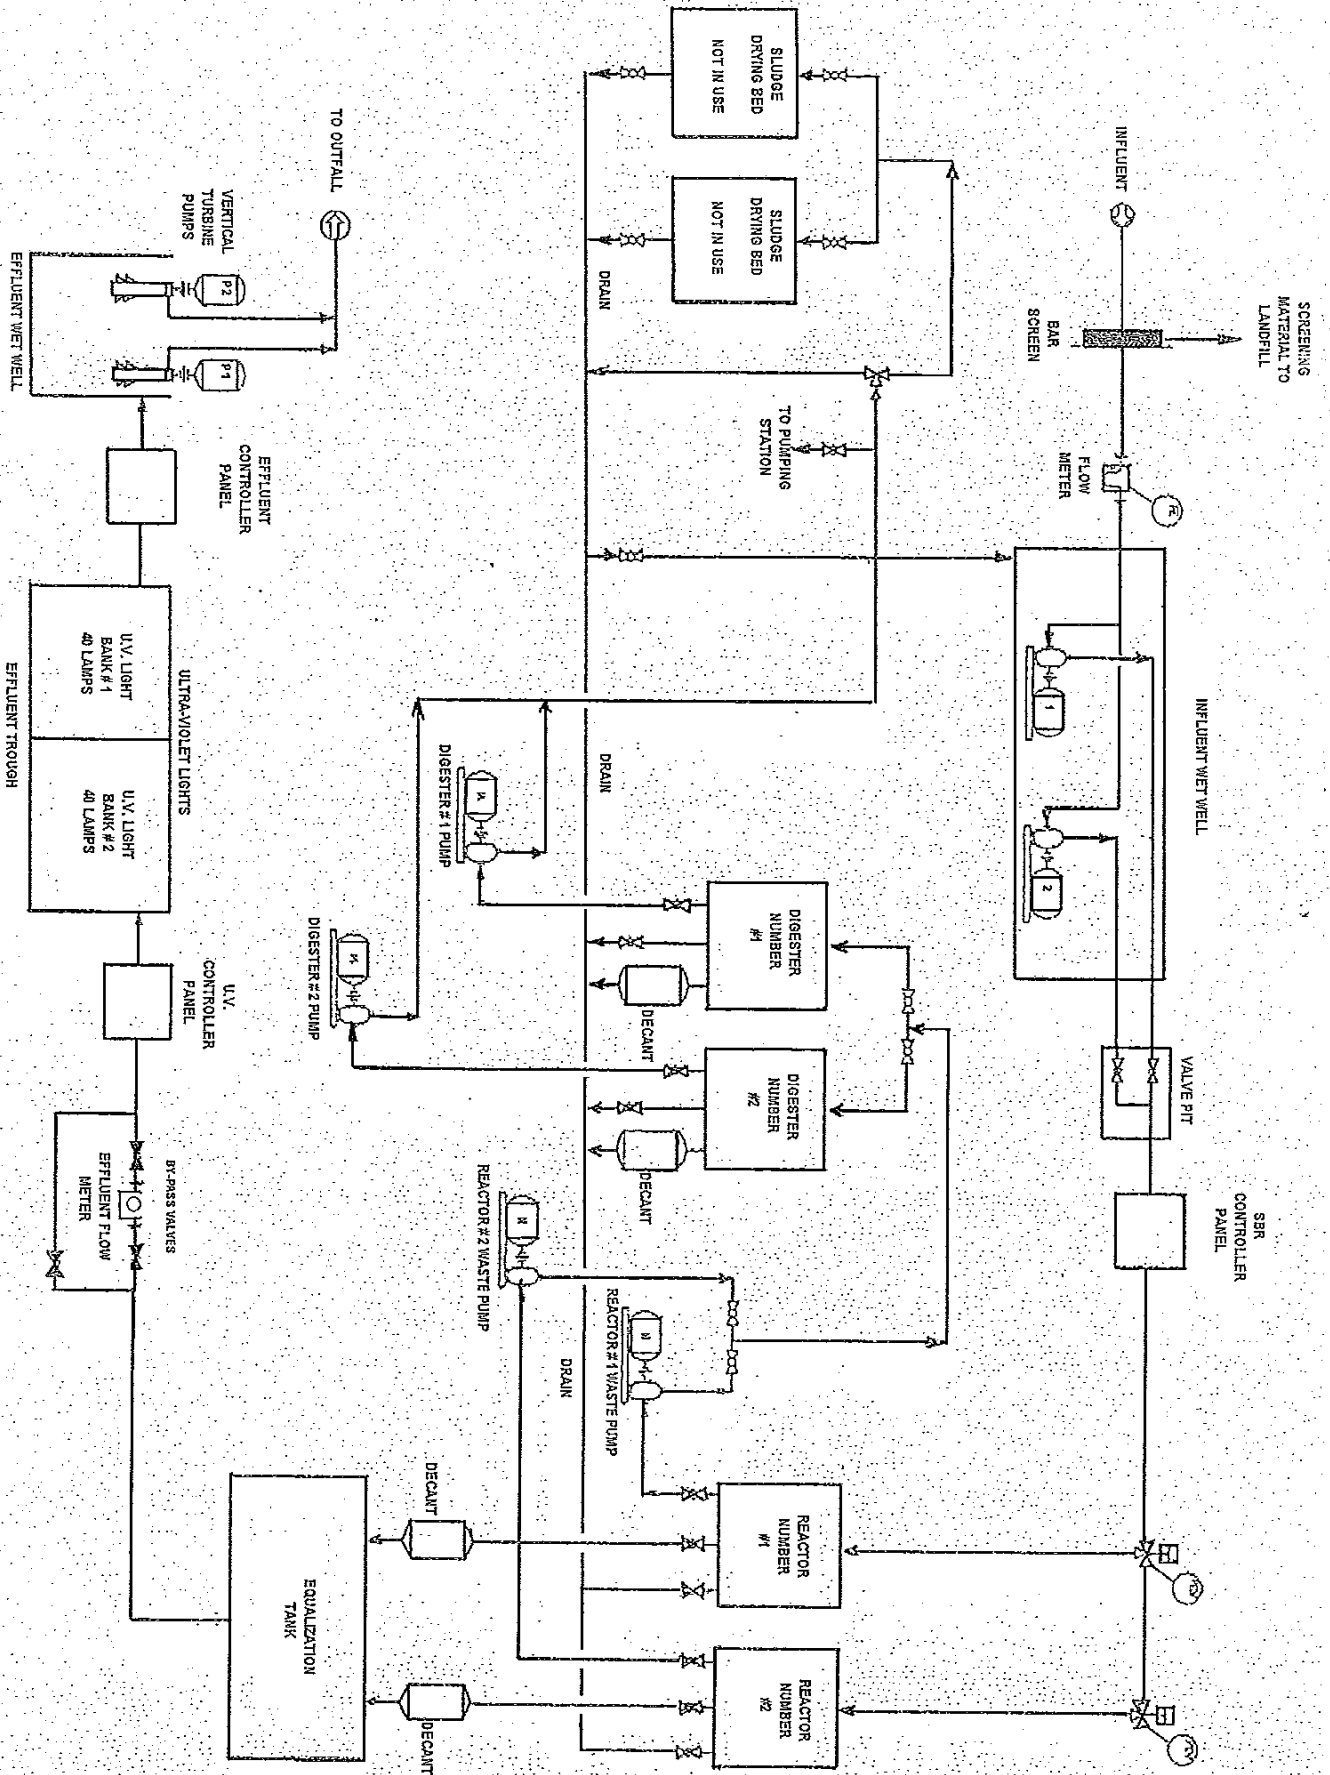 SCREENING
MATERIAL TO
LANDFILL
INFLUENT
BAR
SCREEN
FLOW
METER
INFLUENT WET WELL
1
2
VALVE PIT
SBR
CONTROLLER
PANEL
SLUDGE
DRYING BED
NOT IN USE
SLUDGE
DRYING BED
NOT IN USE
TO PUMPING
STATION
DIGESTER
NUMBER
#1
DIGESTER
NUMBER
#2
REACTOR
NUMBER
#1
REACTOR
NUMBER
#2
DECANT
DECANT
DRAIN
DRAIN
DRAIN
REACTOR # 1 WASTE PUMP
REACTOR # 2 WASTE PUMP
DIGESTER # 1 PUMP
DIGESTER # 2 PUMP
DECANT
DECANT
TO OUTFALL
EQUALIZATION
TANK
VERTICAL
TURBINE
PUMPS
P2
P1
EFFLUENT WET WELL
EFFLUENT
CONTROLLER
PANEL
ULTRA-VIOLET LIGHTS
U.V. LIGHT
BANK # 1
40 LAMPS
U.V. LIGHT
BANK # 2
40 LAMPS
EFFLUENT TROUGH
U.V.
CONTROLLER
PANEL
BY-PASS VALVES
EFFLUENT FLOW
METER